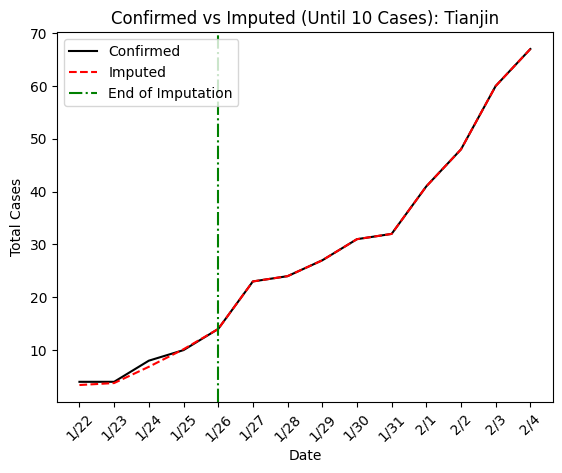 Confirmed vs Imputed (Until 10 Cases): Tianjin
Confirmed
Imputed
End of Imputation
Total Cases
70
60
50
40
30
20
10
1/22 1/23 1/24 1/25 1/26 1/27 1/28 1/29 1/30 1/31 2/1 2/2 2/3 2/4
Date